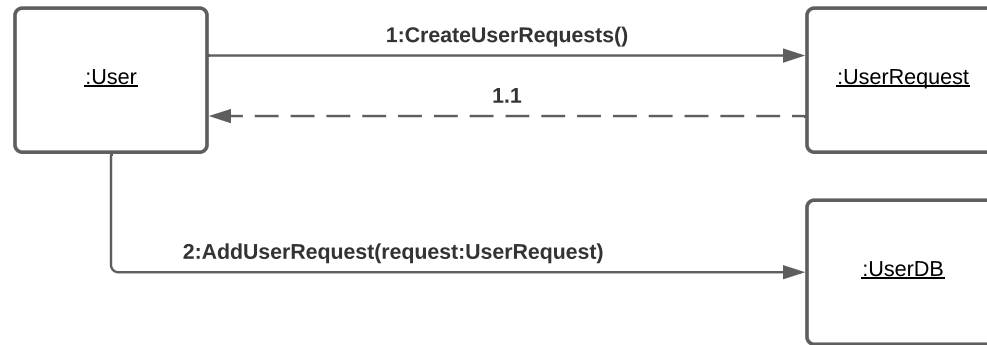 1:CreateUserRequests()
:User
:UserRequest
1.1
2:AddUserRequest(request:UserRequest)
:UserDB